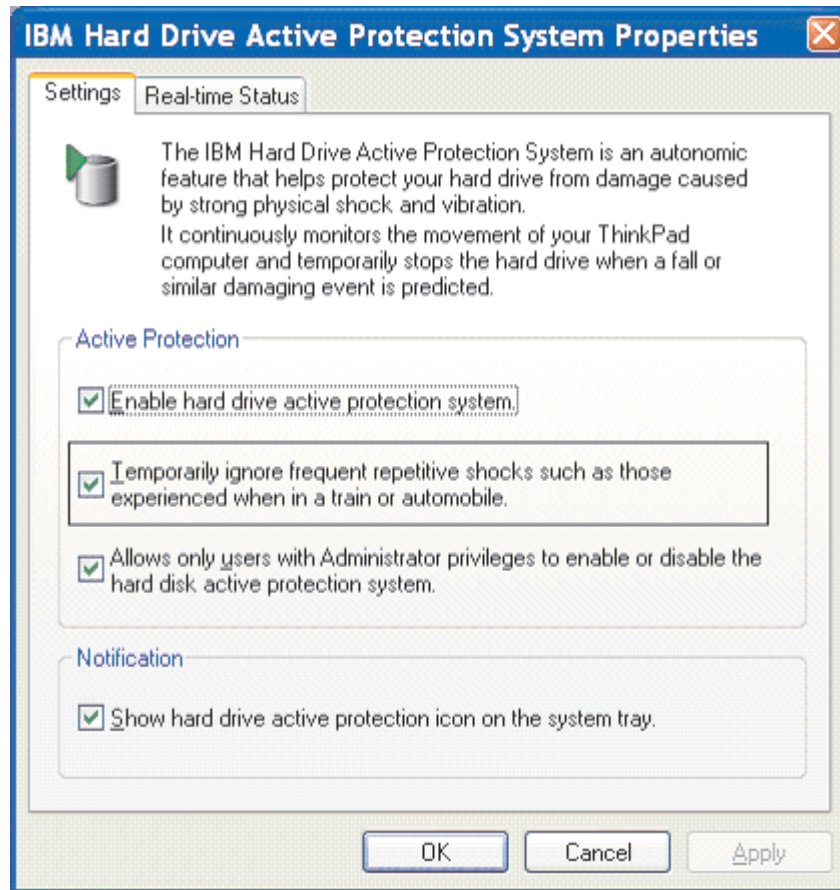 IBM Hard Drive Active Protection System Properties
Settings
Real-time Status
The IBM Hard Drive Active Protection System is an autonomic
feature that helps protect your hard drive from damage caused
by strong physical shock and vibration.
It continuously monitors the movement of your ThinkPad
computer and temporarily stops the hard drive when a fall or
similar damaging event is predicted.
Active Protection
Enable hard drive active protection system.
Temporarily ignore frequent repetitive shocks such as those
experienced when in a train or automobile.
Allows only users with Administrator privileges to enable or disable the
hard disk active protection system.
Notification
Show hard drive active protection icon on the system tray.
OK
Cancel
Apply